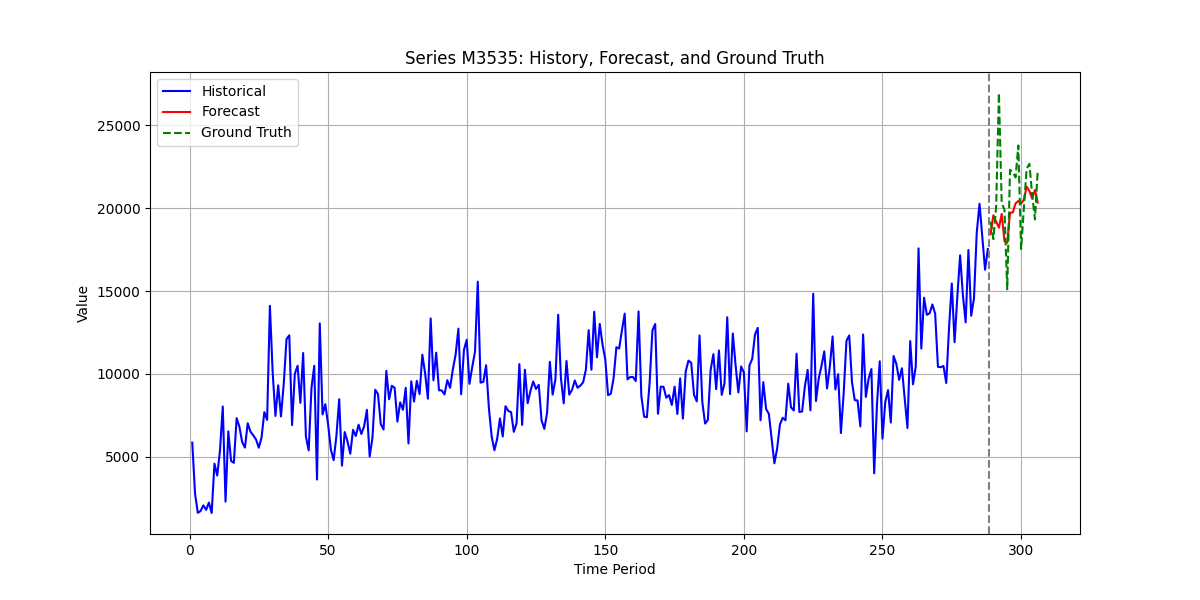 Series M3535: History, Forecast, and Ground Truth
Historical
Forecast
Ground Truth
25000
20000
15000
10000
5000
Value
0 50 100 150 200 250 300
Time Period